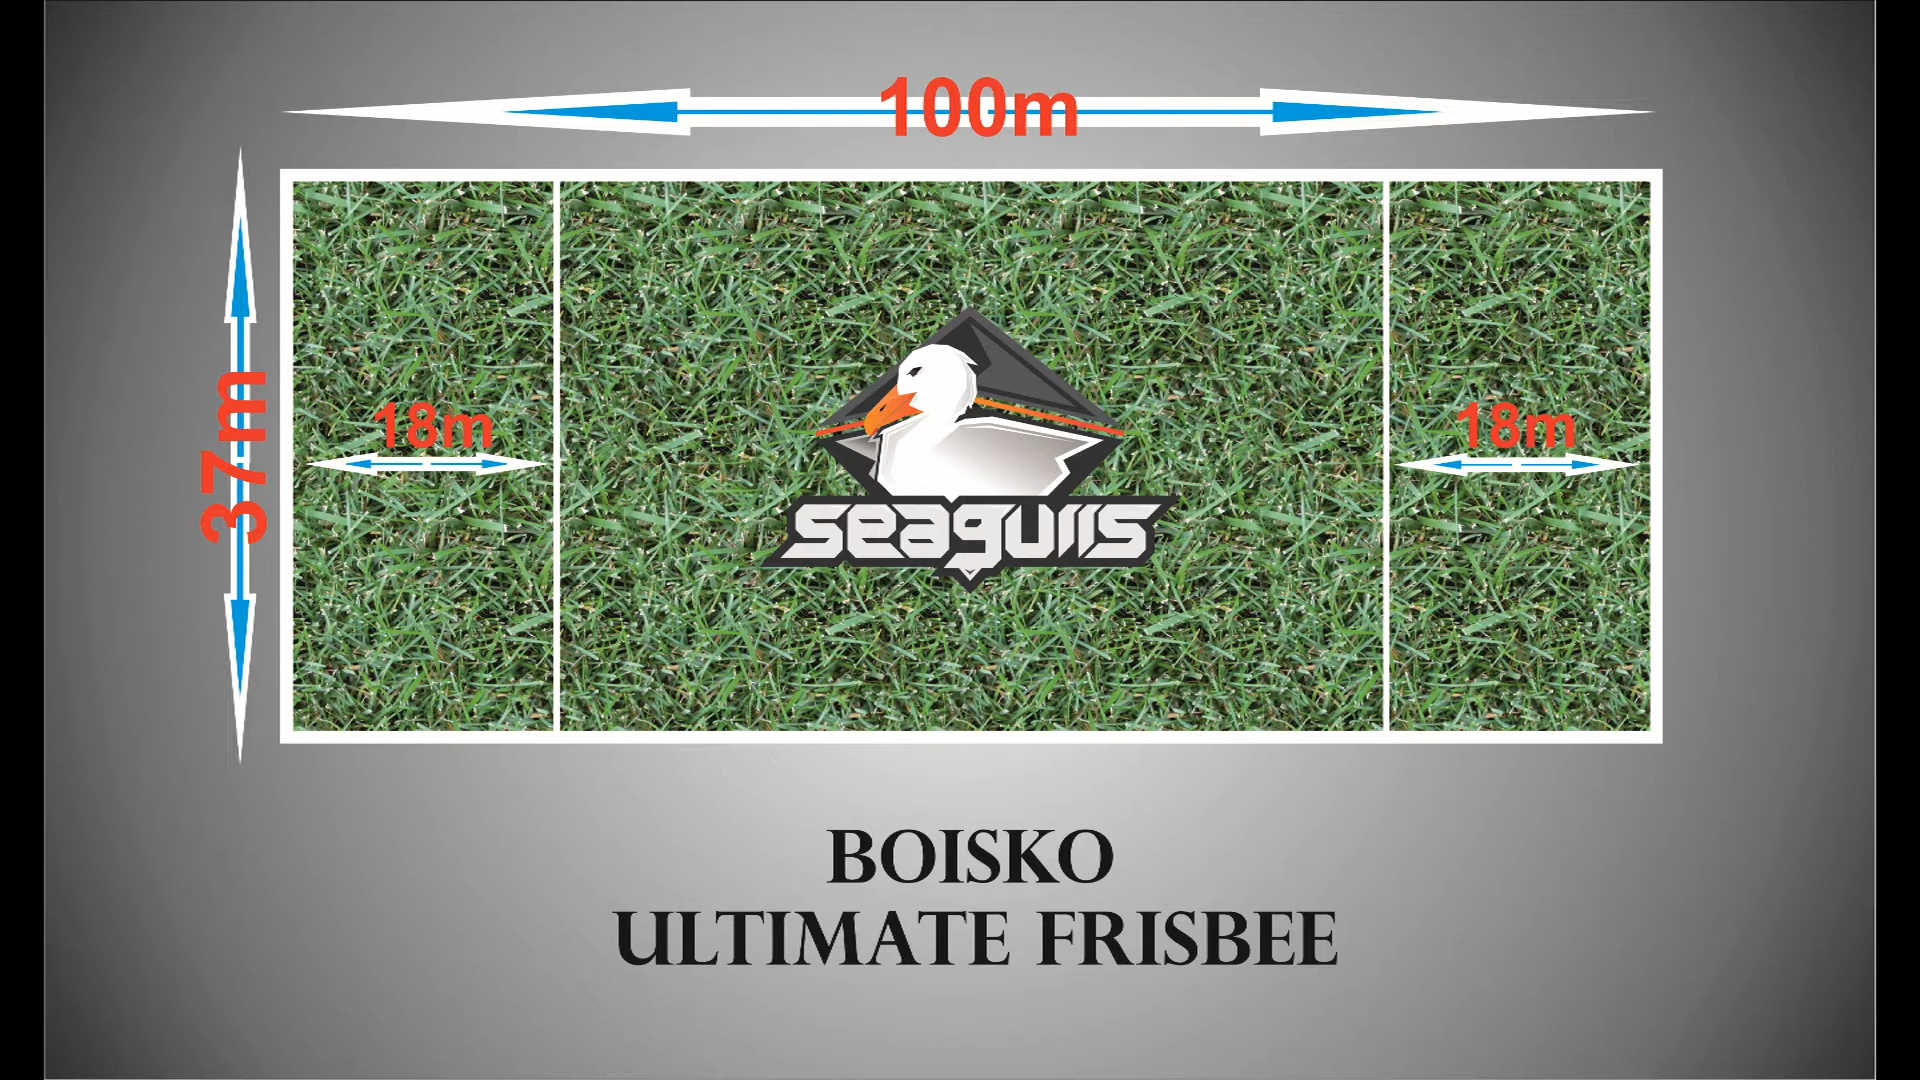 100m
37m
18m
18m
seagulls
BOISKO
ULTIMATE FRISBEE